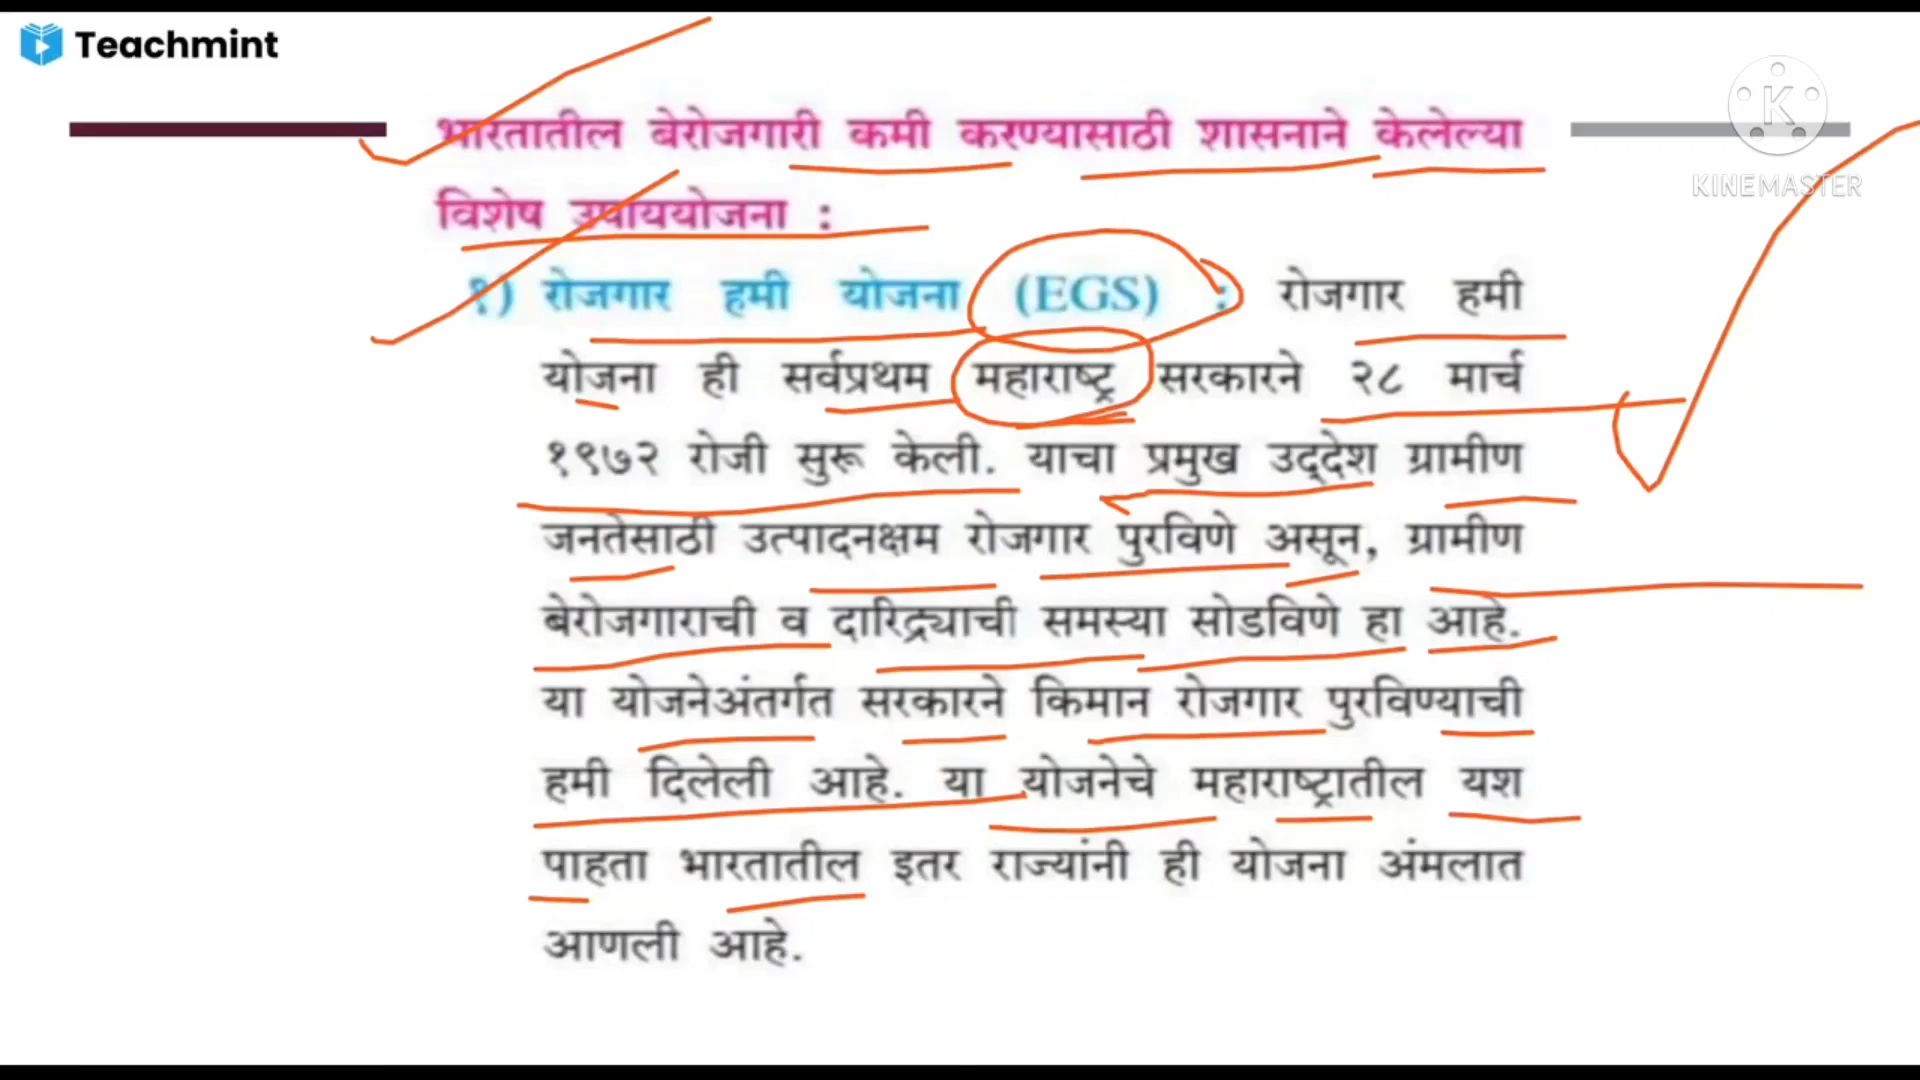 Teachmint
KINEMASTER
भारतातील बेरोजगारी कमी करण्यासाठी शासनाने केलेल्या
विशेष उपाययोजना :
१) रोजगार हमी योजना (EGS) : रोजगार हमी
योजना ही सर्वप्रथम महाराष्ट्र सरकारने २८ मार्च
१९७२ रोजी सुरू केली. याचा प्रमुख उद्‌देश ग्रामीण
जनतेसाठी उत्पादनक्षम रोजगार पुरविणे असून, ग्रामीण
बेरोजगाराची व दारिद्र्याची समस्या सोडविणे हा आहे.
या योजनेअंतर्गत सरकारने किमान रोजगार पुरविण्याची
हमी दिलेली आहे. या योजनेचे महाराष्ट्रातील यश
पाहता भारतातील इतर राज्यांनी ही योजना अंमलात
आणली आहे.